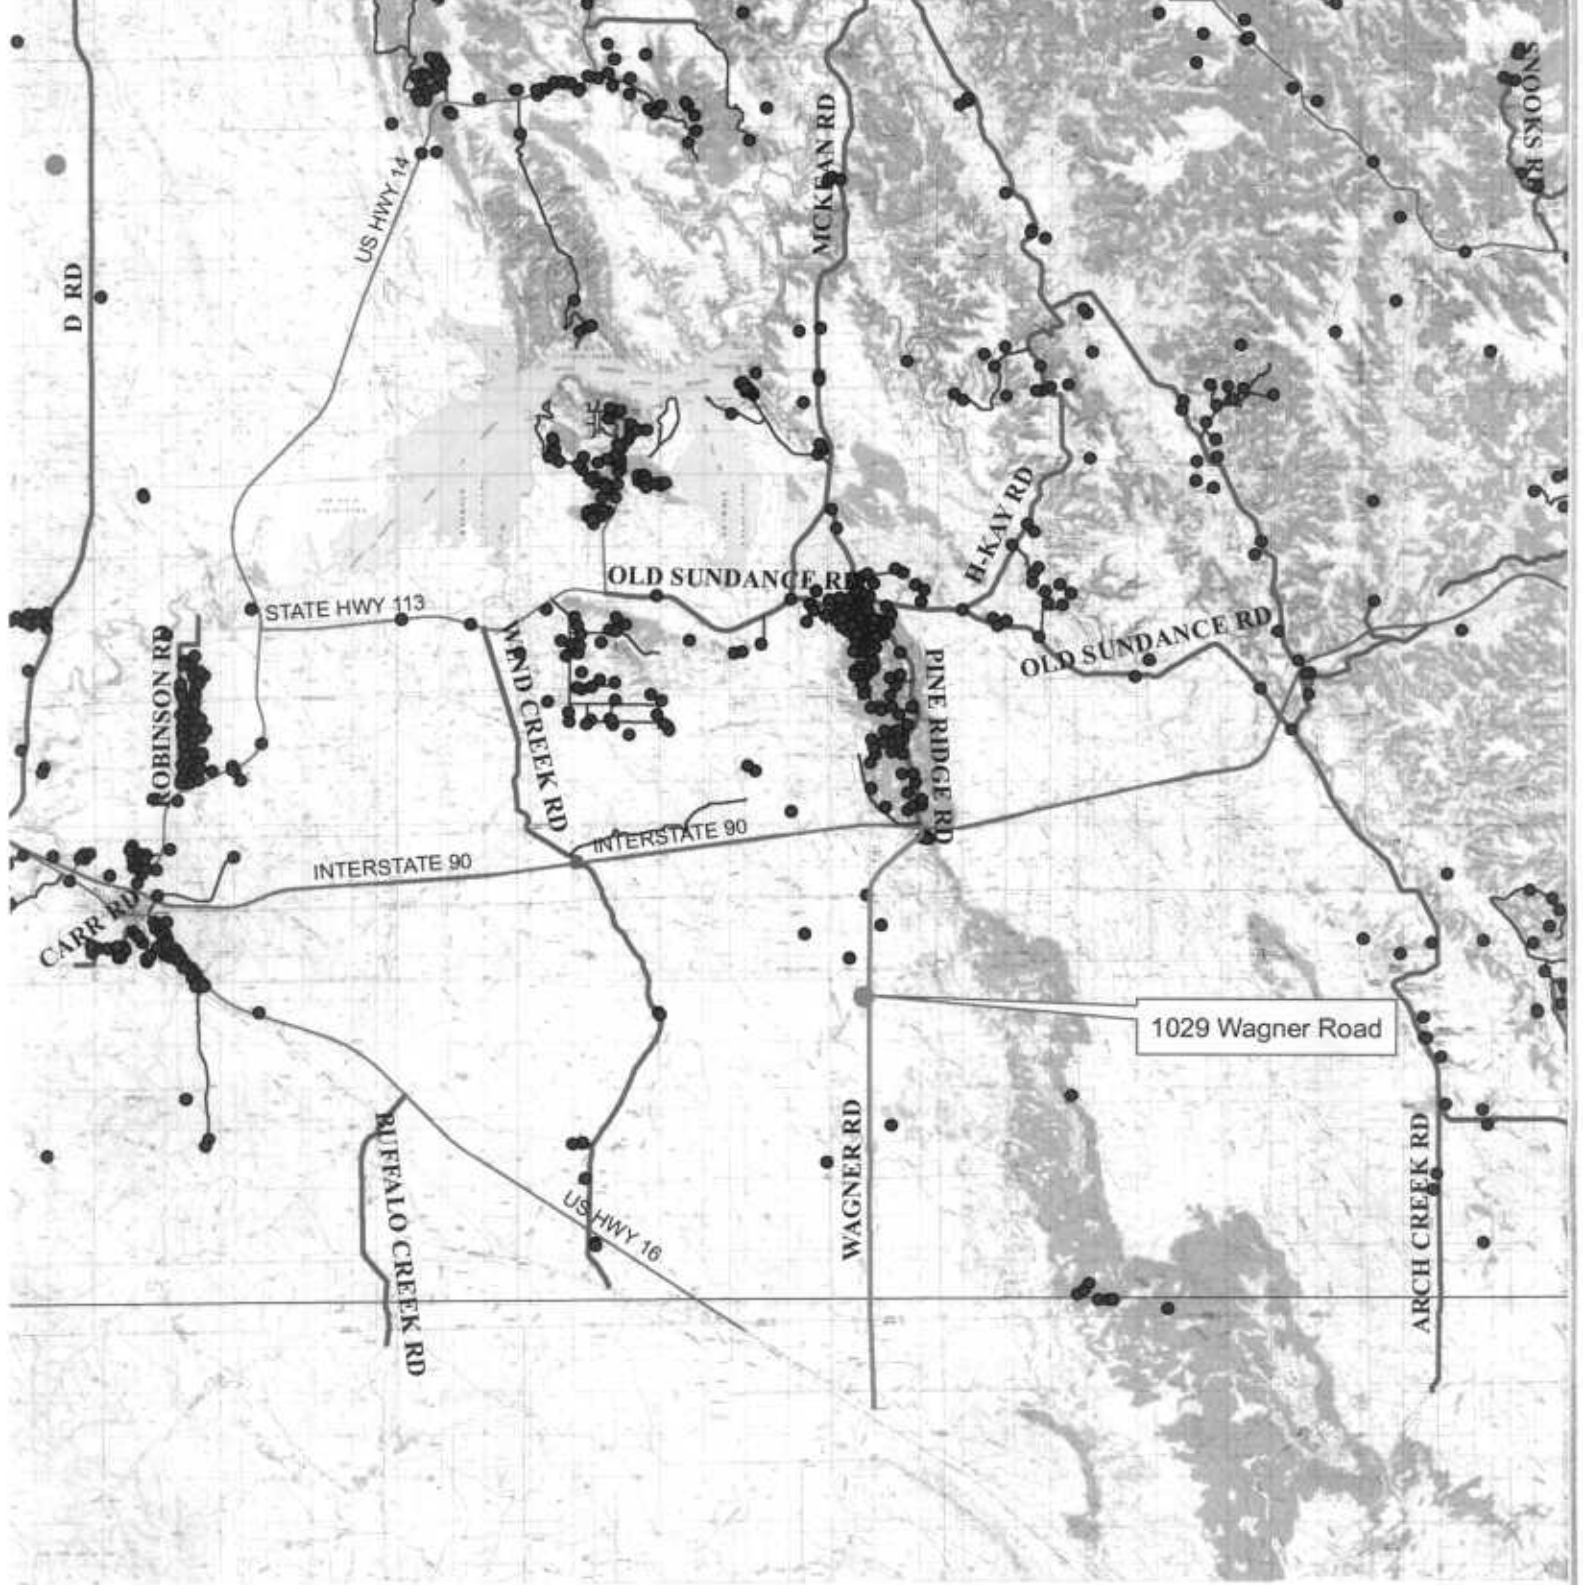 SNOOKS RD
MCKEAN RD
US HWY 14
D RD
H-KAY RD
OLD SUNDANCE RD
STATE HWY 113
OLD SUNDANCE RD
ROBINSON RD
WIND CREEK RD
PINE RIDGE RD
INTERSTATE 90
INTERSTATE 90
CARR RD
1029 Wagner Road
WAGNER RD
BUFFALO CREEK RD
ARCH CREEK RD
US HWY 16